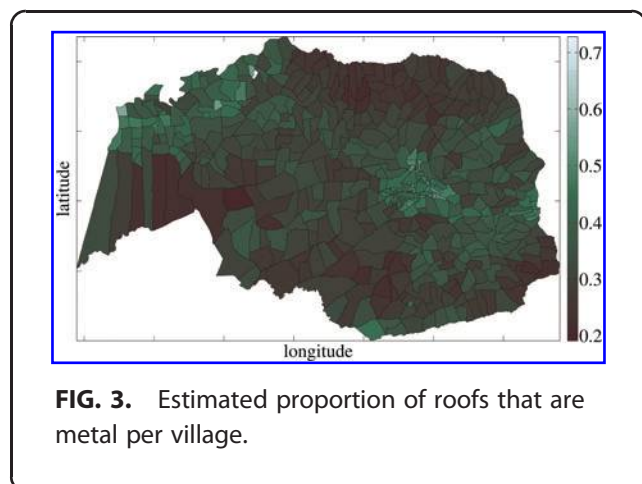 0.7
0.6
0.5
0.4
0.3
0.2
latitude
longitude
FIG. 3. Estimated proportion of roofs that are
metal per village.